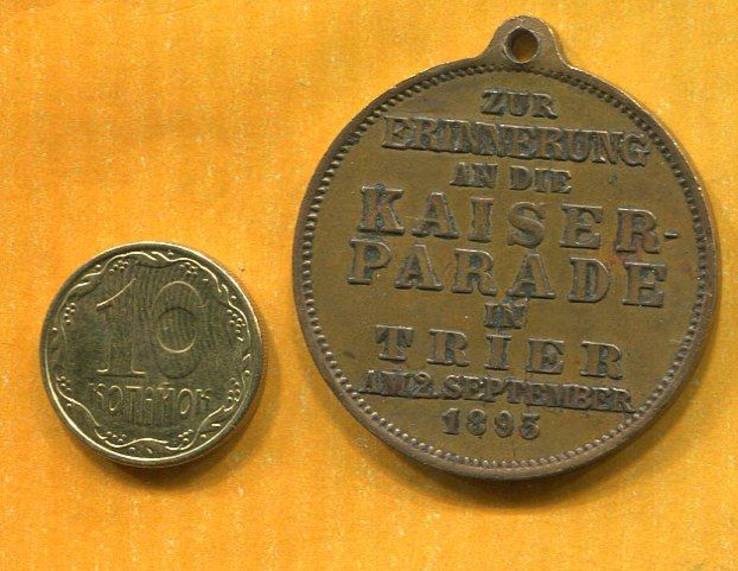 10
КОПІЙОК
ZUR
ERINNERUNG
AN DIE
KAISER-
PARADE
IN
TRIER
AM 2. SEPTEMBER
1893